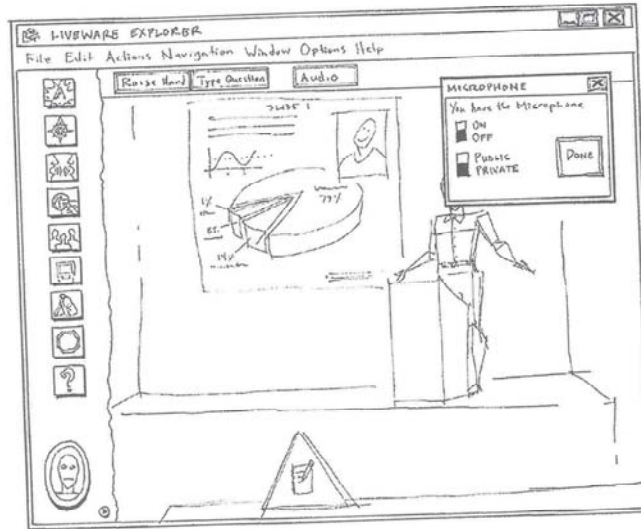 LIVEWARE EXPLORER
File Edit Actions Navigation Window Options Help
Raise Hand Type Question Audio
MICROPHONE
You have the Microphone
ON
OFF
PUBLIC
PRIVATE
DONE
A
?